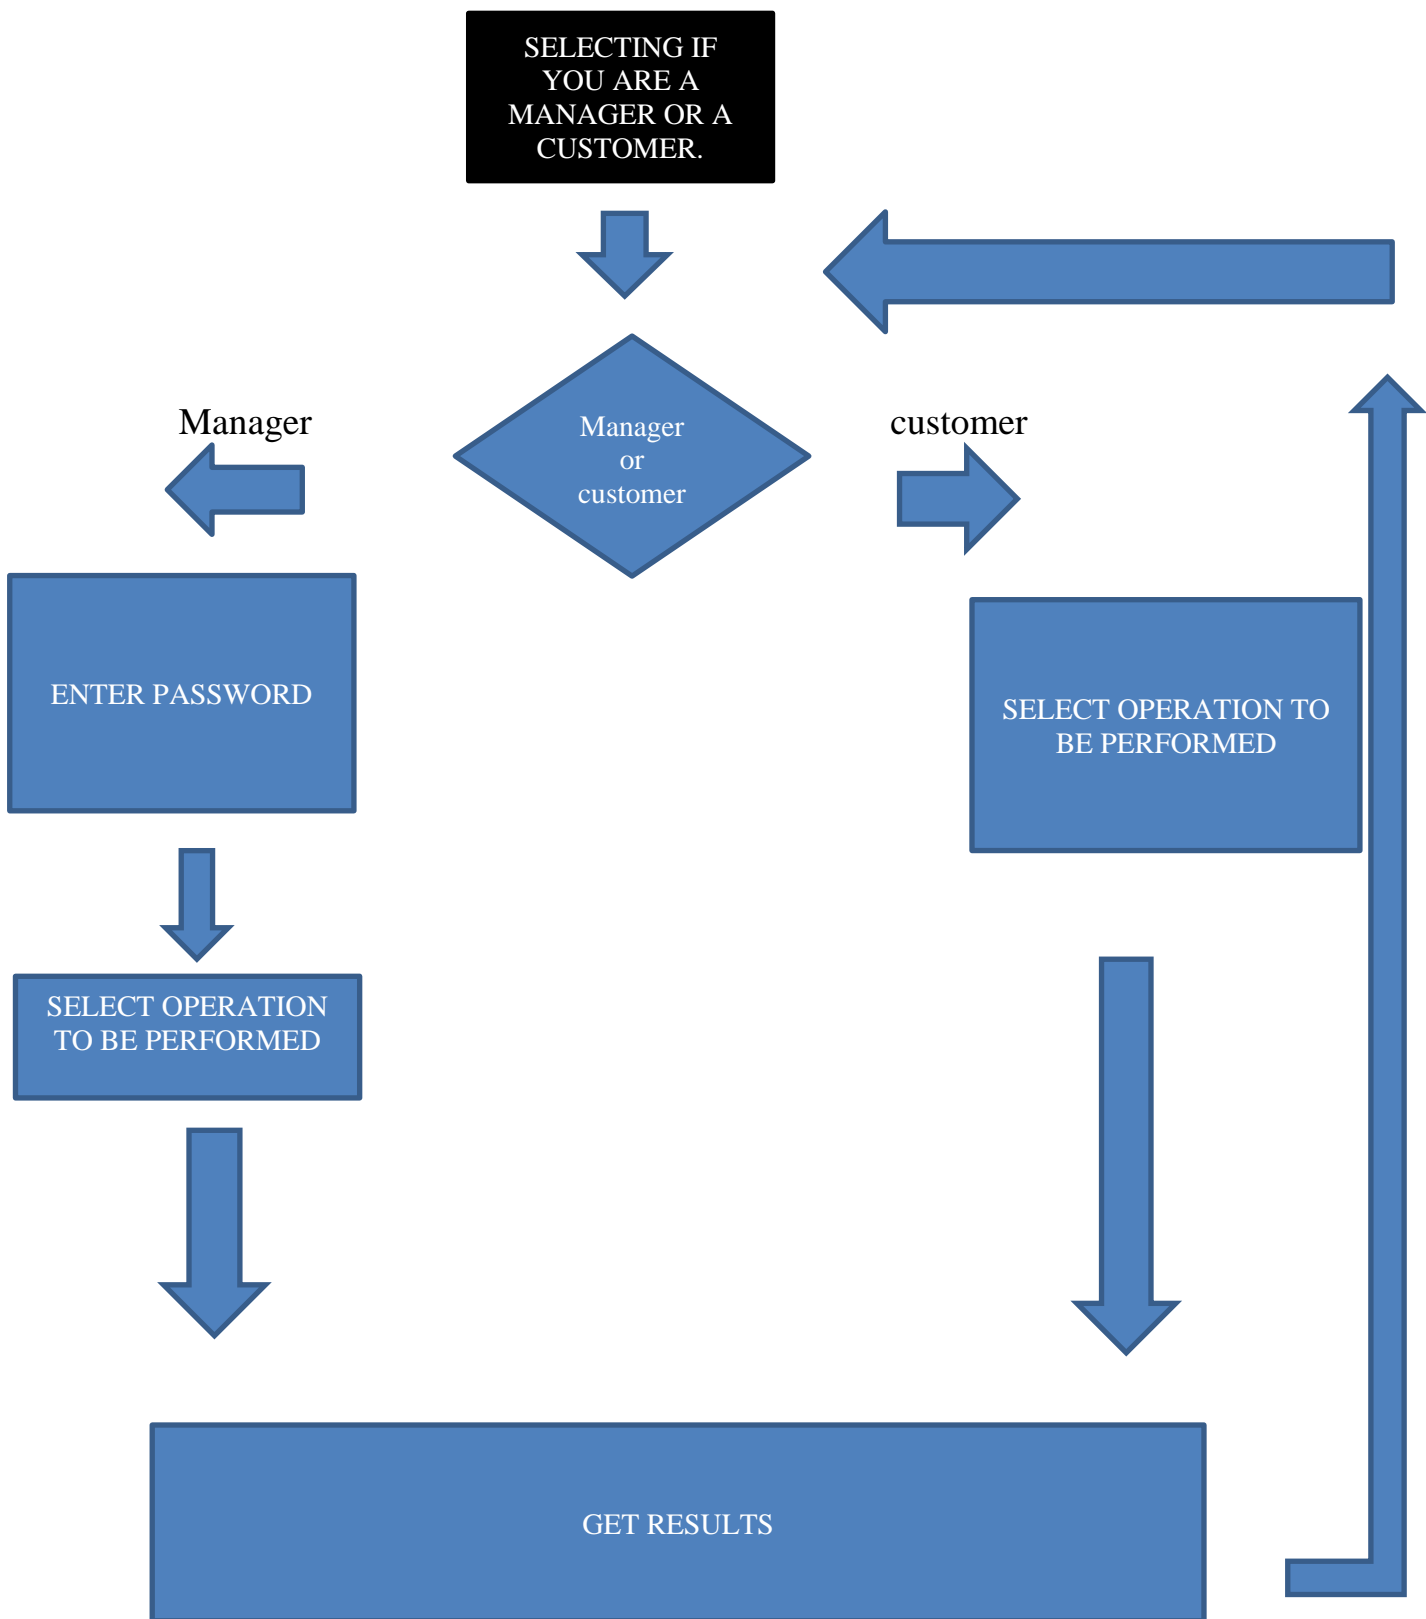 SELECTING IF
YOU ARE A
MANAGER OR A
CUSTOMER.
Manager
Manager
or
customer
customer
ENTER PASSWORD
SELECT OPERATION TO
BE PERFORMED
SELECT OPERATION
TO BE PERFORMED
GET RESULTS